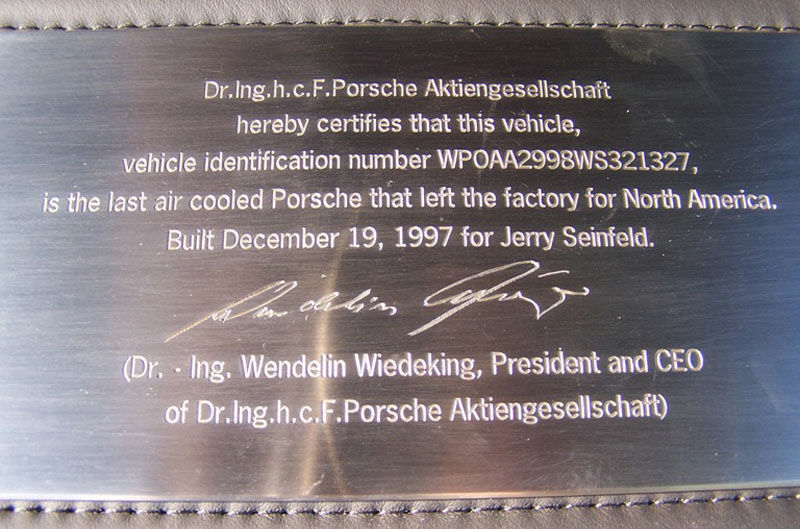 Dr.Ing.h.c.F.Porsche Aktiengesellschaft
hereby certifies that this vehicle,
vehicle identification number WPOAA2998WS321327,
is the last air cooled Porsche that left the factory for North America.
Built December 19, 1997 for Jerry Seinfeld.
(Dr. - Ing. Wendelin Wiedeking, President and CEO
of Dr.Ing.h.c.F.Porsche Aktiengesellschaft)